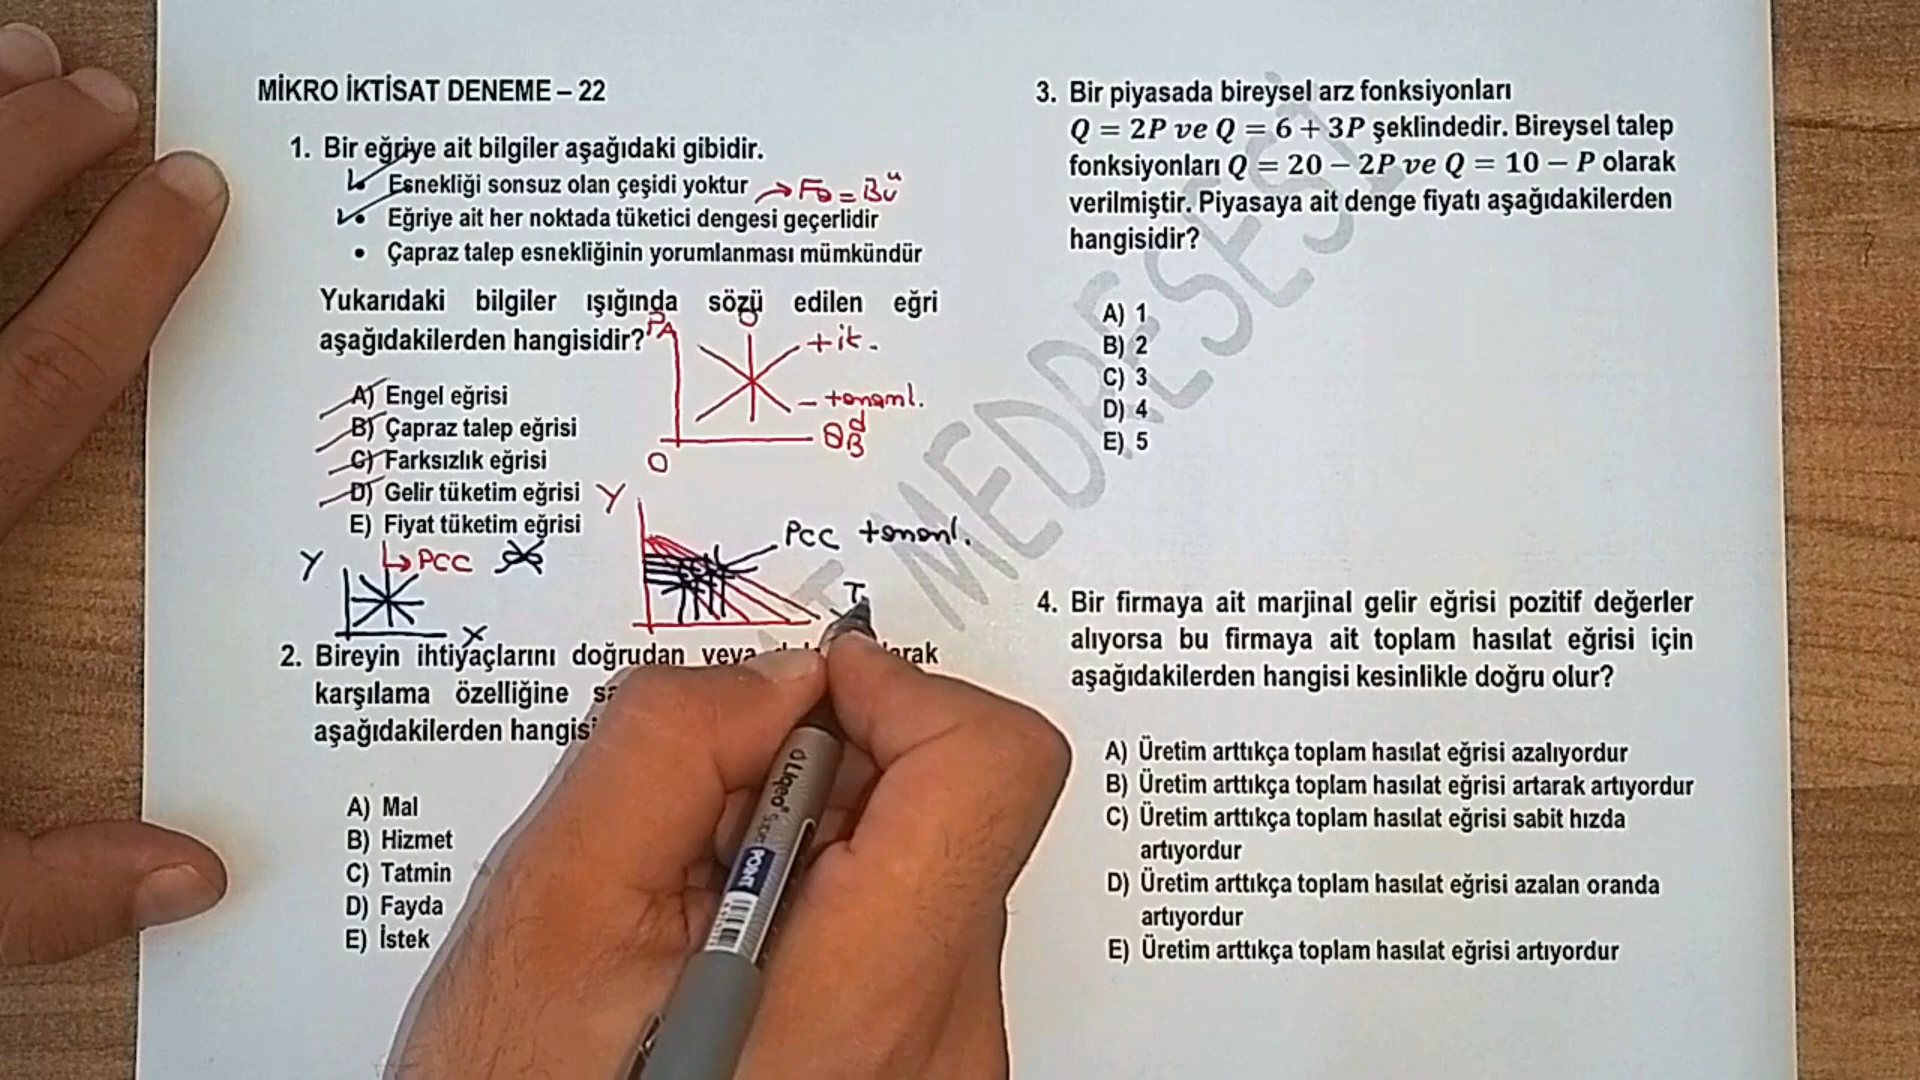 MİKRO İKTİSAT DENEME – 22
1. Bir eğriye ait bilgiler aşağıdaki gibidir.
• Esnekliği sonsuz olan çeşidi yoktur
• Eğriye ait her noktada tüketici dengesi geçerlidir
• Çapraz talep esnekliğinin yorumlanması mümkündür
Yukarıdaki bilgiler ışığında sözü edilen eğri
aşağıdakilerden hangisidir?
PA
+ik.
- tamaml.
O
A) Engel eğrisi
B) Çapraz talep eğrisi
C) Farksızlık eğrisi
D) Gelir tüketim eğrisi
E) Fiyat tüketim eğrisi
Y
PCC tamaml.
Y
PCC
X
2. Bireyin ihtiyaçlarını doğrudan veya
karşılama özelliğine
aşağıdakilerden
A) Mal
B) Hizmet
C) Tatmin
D) Fayda
E) İstek
3. Bir piyasada bireysel arz fonksiyonları
Q = 2P ve Q = 6 + 3P şeklindedir. Bireysel talep
fonksiyonları Q = 20 − 2P ve Q = 10 − P olarak
verilmiştir. Piyasaya ait denge fiyatı aşağıdakilerden
hangisidir?
A) 1
B) 2
C) 3
D) 4
E) 5
4. Bir firmaya ait marjinal gelir eğrisi pozitif değerler
alıyorsa bu firmaya ait toplam hasılat eğrisi için
aşağıdakilerden hangisi kesinlikle doğru olur?
A) Üretim arttıkça toplam hasılat eğrisi azalıyordur
B) Üretim arttıkça toplam hasılat eğrisi artarak artıyordur
C) Üretim arttıkça toplam hasılat eğrisi sabit hızda
artıyordur
D) Üretim arttıkça toplam hasılat eğrisi azalan oranda
artıyordur
E) Üretim arttıkça toplam hasılat eğrisi artıyordur
MEDRESESİ
POINT